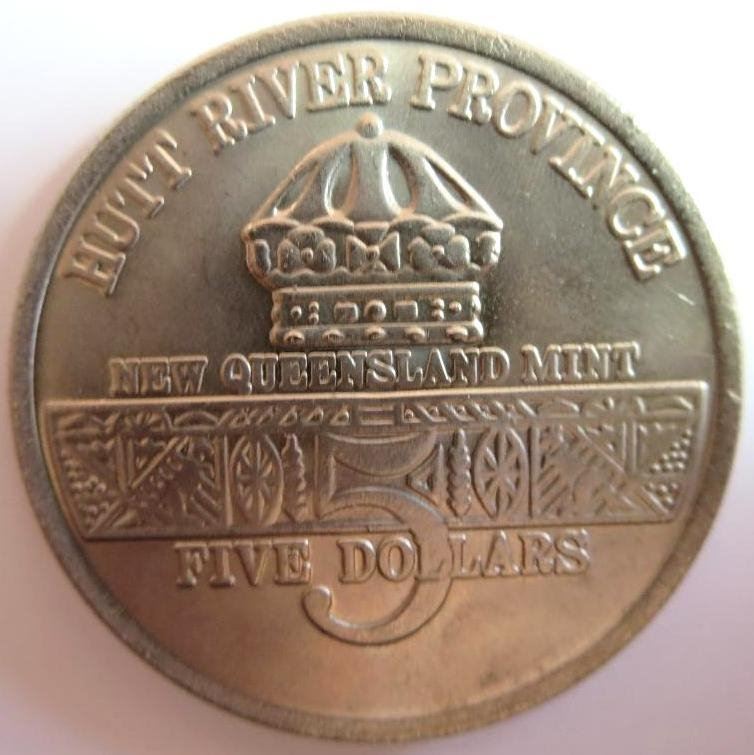 HUTT RIVER PROVINCE
NEW QUEENSLAND MINT
5
FIVE DOLLARS